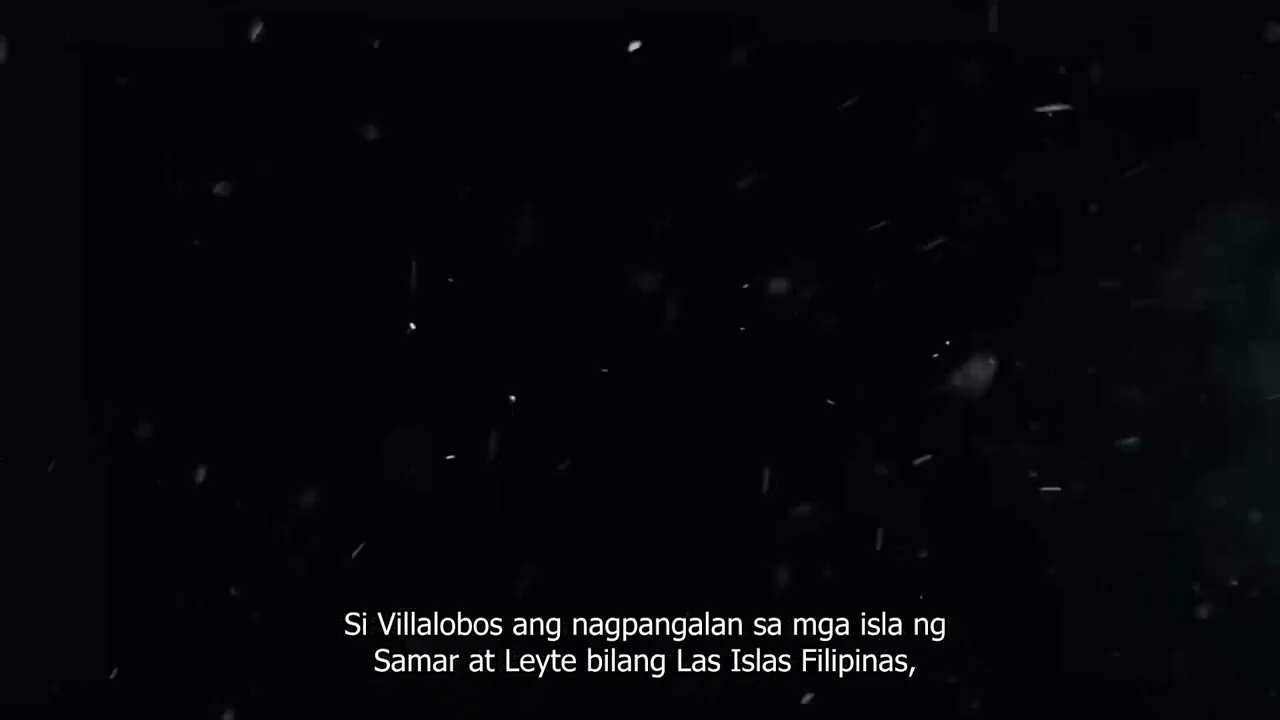 Si Villalobos ang nagpangalan sa mga isla ng
Samar at Leyte bilang Las Islas Filipinas,